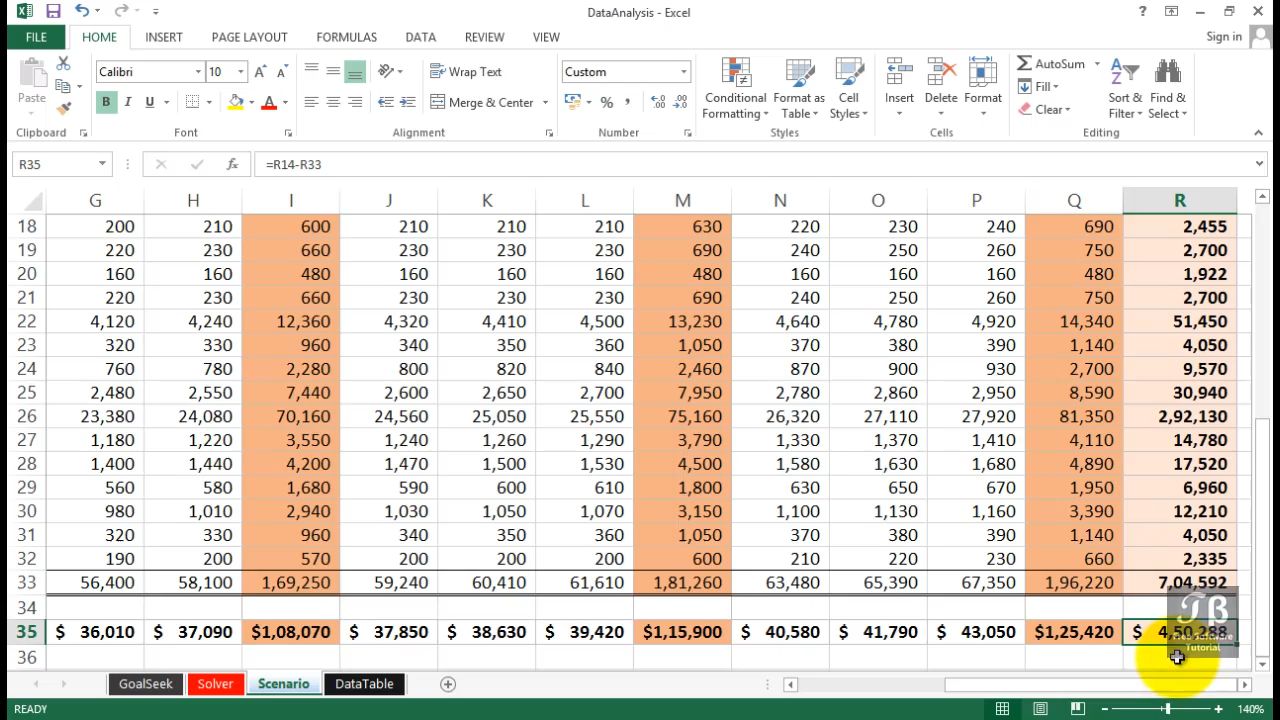 DataAnalysis - Excel
FILE HOME INSERT PAGE LAYOUT FORMULAS DATA REVIEW VIEW Sign in
Paste Calibri 10 Wrap Text Custom Conditional Formatting Format as Table Cell Styles Insert Delete Format AutoSum Sort & Filter Find & Select
B I U A Merge & Center % Fill
Clear
Clipboard Font Alignment Number Styles Cells Editing
R35 fx =R14-R33
G H I J K L M N O P Q R
18 200 210 600 210 210 210 630 220 230 240 690 2,455
19 220 230 660 230 230 230 690 240 250 260 750 2,700
20 160 160 480 160 160 160 480 160 160 160 480 1,922
21 220 230 660 230 230 230 690 240 250 260 750 2,700
22 4,120 4,240 12,360 4,320 4,410 4,500 13,230 4,640 4,780 4,920 14,340 51,450
23 320 330 960 340 350 360 1,050 370 380 390 1,140 4,050
24 760 780 2,280 800 820 840 2,460 870 900 930 2,700 9,570
25 2,480 2,550 7,440 2,600 2,650 2,700 7,950 2,780 2,860 2,950 8,590 30,940
26 23,380 24,080 70,160 24,560 25,050 25,550 75,160 26,320 27,110 27,920 81,350 2,92,130
27 1,180 1,220 3,550 1,240 1,260 1,290 3,790 1,330 1,370 1,410 4,110 14,780
28 1,400 1,440 4,200 1,470 1,500 1,530 4,500 1,580 1,630 1,680 4,890 17,520
29 560 580 1,680 590 600 610 1,800 630 650 670 1,950 6,960
30 980 1,010 2,940 1,030 1,050 1,070 3,150 1,100 1,130 1,160 3,390 12,210
31 320 330 960 340 350 360 1,050 370 380 390 1,140 4,050
32 190 200 570 200 200 200 600 210 220 230 660 2,335
33 56,400 58,100 1,69,250 59,240 60,410 61,610 1,81,260 63,480 65,390 67,350 1,96,220 7,04,592
34
35 $ 36,010 $ 37,090 $1,08,070 $ 37,850 $ 38,630 $ 39,420 $1,15,900 $ 40,580 $ 41,790 $ 43,050 $1,25,420 $
36
TB
Free Software
Tutorial
GoalSeek Solver Scenario DataTable
READY 140%